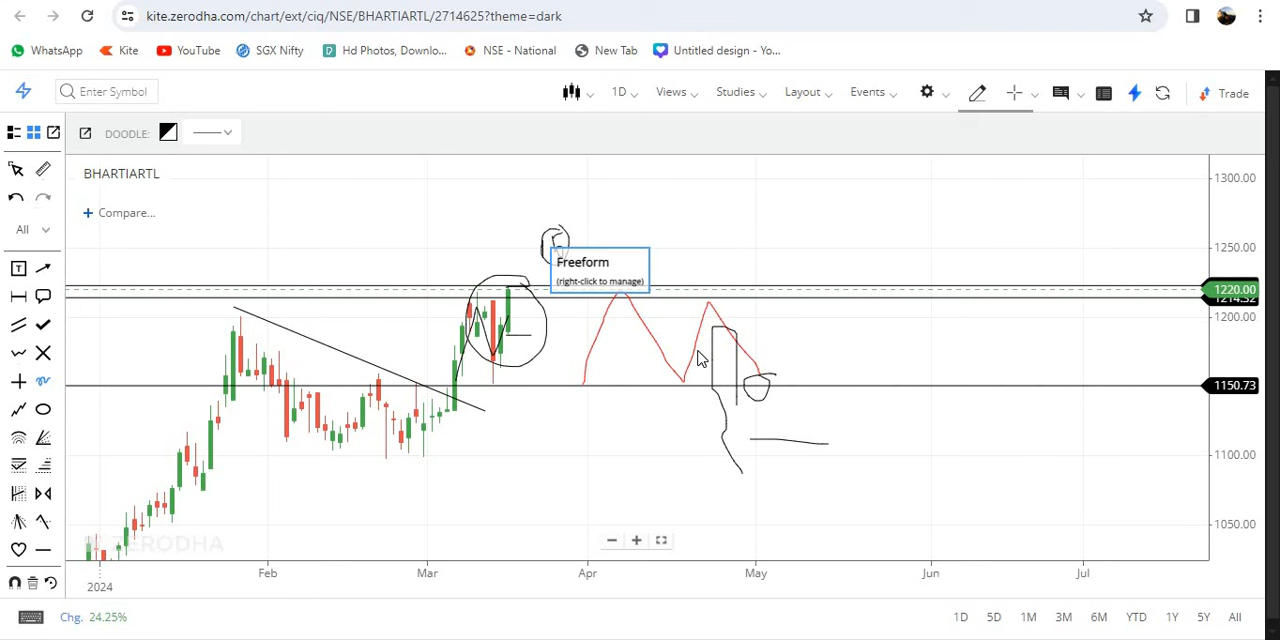 kite.zerodha.com/chart/ext/ciq/NSE/BHARTIARTL/2714625?theme=dark
WhatsApp Kite YouTube SGX Nifty Hd Photos, Downlo... NSE - National New Tab Untitled design - Yo...
Enter Symbol 1D Views Studies Layout Events Trade
DOODLE:
BHARTIARTL
1300.00
Compare...
All
1250.00
Freeform
(right-click to manage)
1220.00
1200.00
1150.73
1100.00
1050.00
ZERODHA
Feb Mar Apr May Jun Jul
2024
Chg. 24.25% 1D 5D 1M 3M 6M YTD 1Y 5Y All